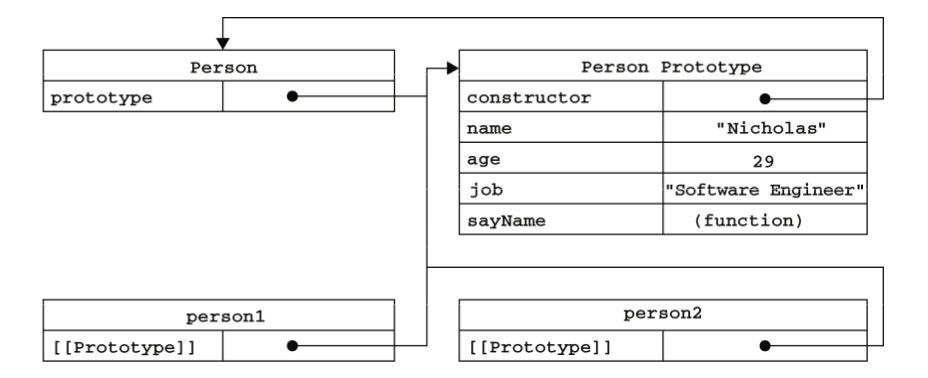 Person
prototype
Person Prototype
constructor
name "Nicholas"
age 29
job "Software Engineer"
sayName (function)
person1
[[Prototype]]
person2
[[Prototype]]